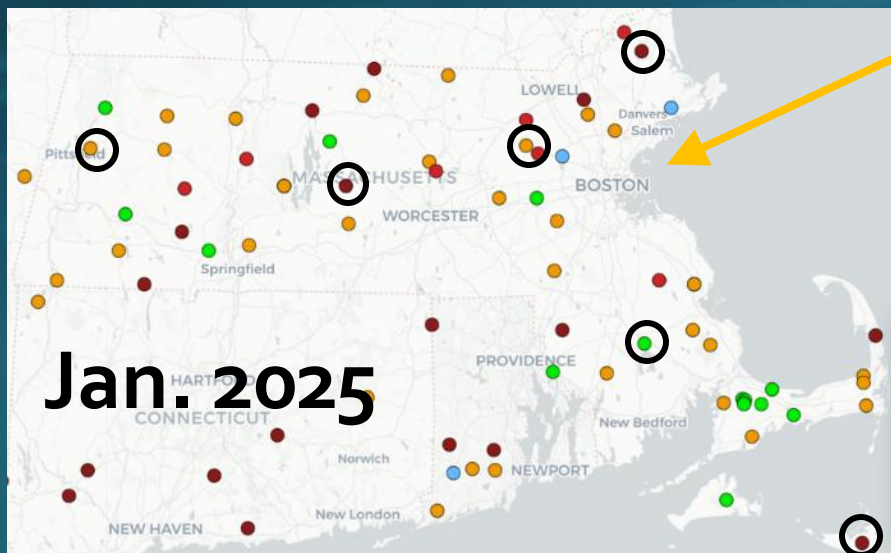 LOWELL
Danvers
Salem
Pittsfield
MASSACHUSETTS
BOSTON
WORCESTER
Springfield
PROVIDENCE
Jan. 2025
HARTFORD
CONNECTICUT
New Bedford
Norwich
NEWPORT
New London
NEW HAVEN